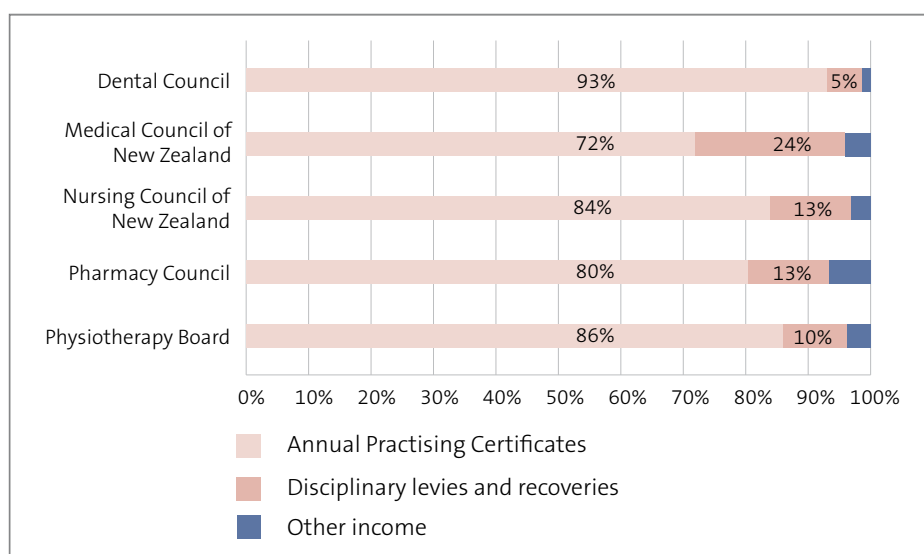 Dental Council
93%
5%
Medical Council of
New Zealand
72%
24%
Nursing Council of
New Zealand
84%
13%
Pharmacy Council
80%
13%
Physiotherapy Board
86%
10%
0% 10% 20% 30% 40% 50% 60% 70% 80% 90% 100%
Annual Practising Certificates
Disciplinary levies and recoveries
Other income